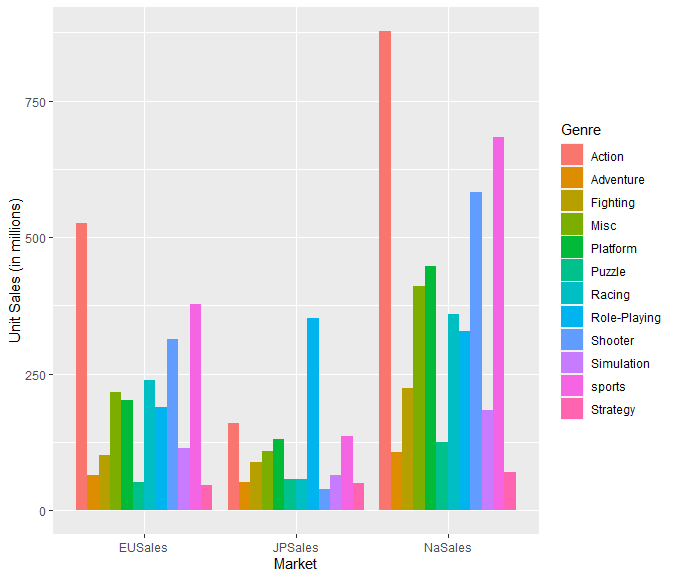 Unit Sales (in millions)
750
500
250
0
EUSales
JPSales
NaSales
Market
Genre
Action
Adventure
Fighting
Misc
Platform
Puzzle
Racing
Role-Playing
Shooter
Simulation
sports
Strategy